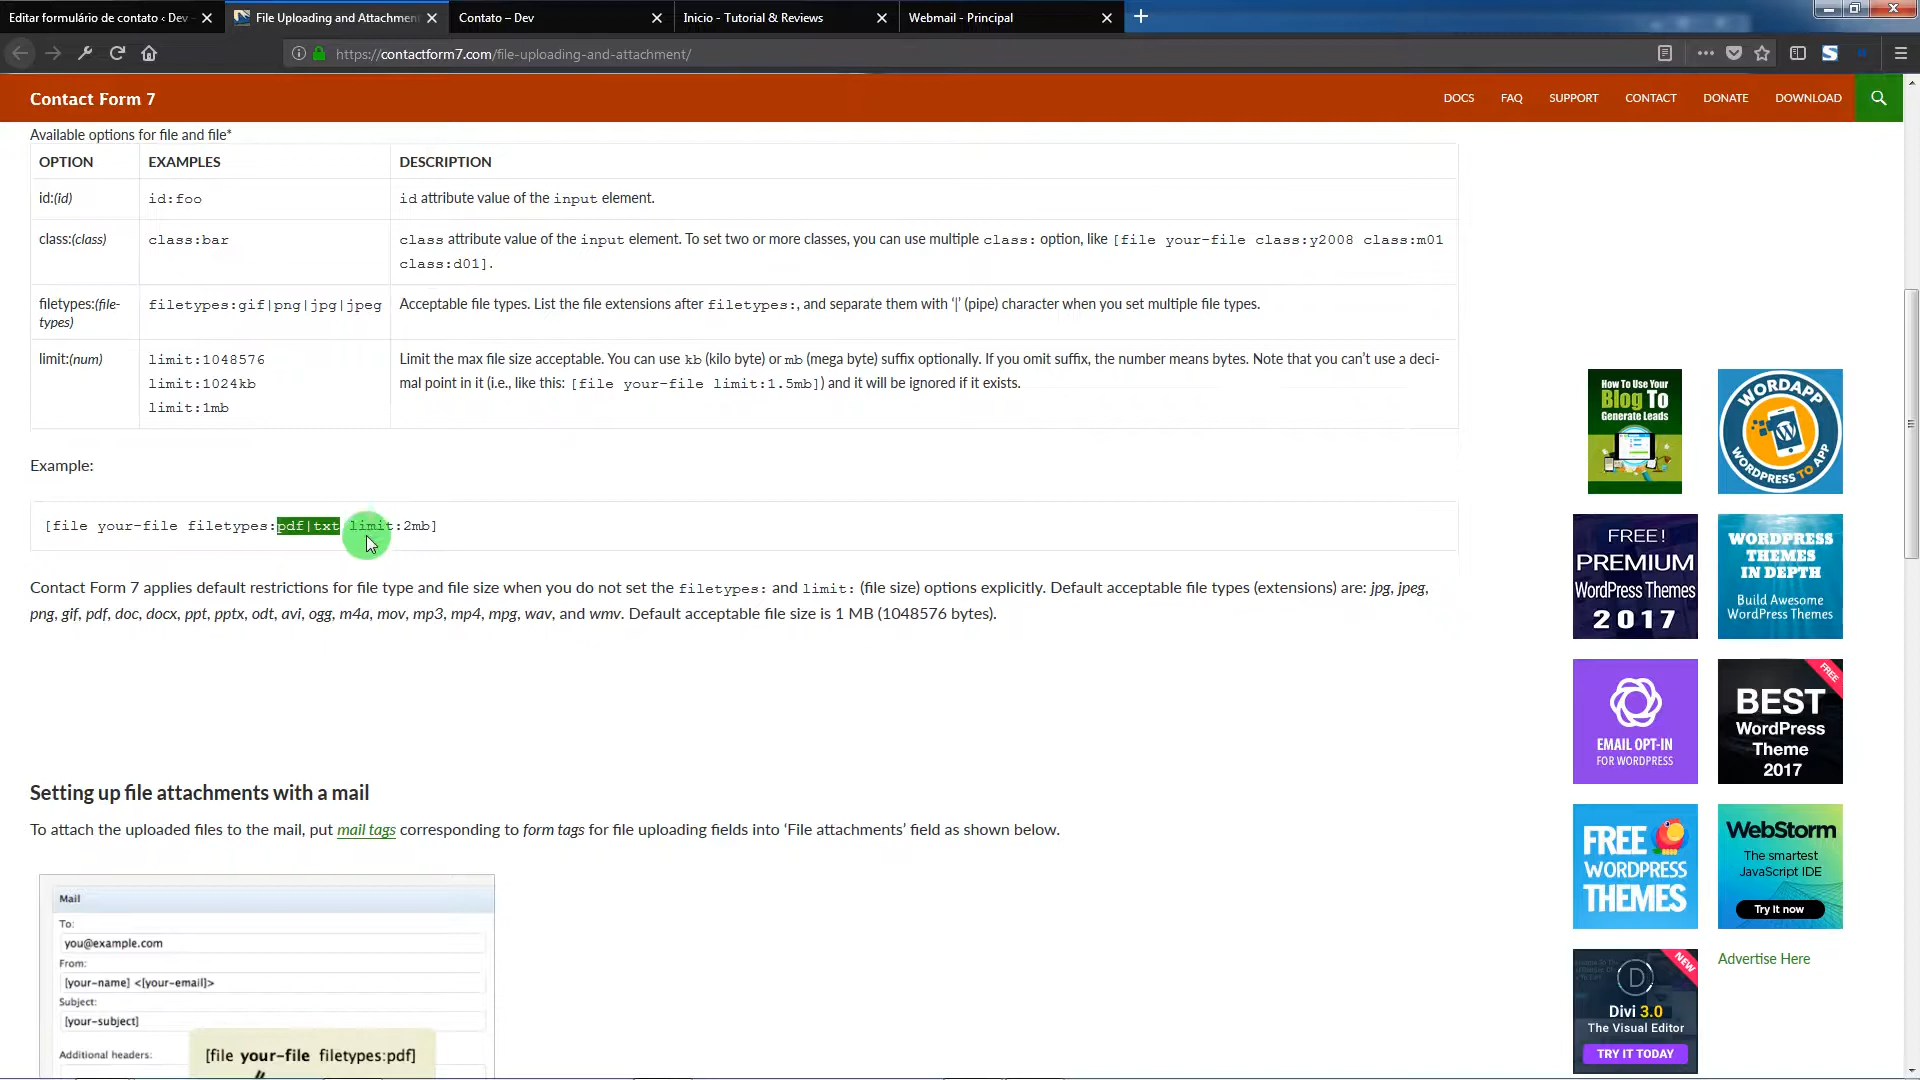 Editar formulário de contato ‹ Dev –
File Uploading and Attachmen
Contato – Dev
Inicio - Tutorial & Reviews
Webmail - Principal
https://contactform7.com/file-uploading-and-attachment/
Contact Form 7
DOCS FAQ SUPPORT CONTACT DONATE DOWNLOAD
Available options for file and file*
OPTION EXAMPLES DESCRIPTION
id:(id) id:foo id attribute value of the input element.
class:(class) class:bar class attribute value of the input element. To set two or more classes, you can use multiple class: option, like [file your-file class:y2008 class:m01
class:d01].
filetypes:(file-
types)
filetypes:gif|png|jpg|jpeg
Acceptable file types. List the file extensions after filetypes:, and separate them with ‘|’ (pipe) character when you set multiple file types.
limit:(num)
limit:1048576
limit:1024kb
limit:1mb
Limit the max file size acceptable. You can use kb (kilo byte) or mb (mega byte) suffix optionally. If you omit suffix, the number means bytes. Note that you can’t use a deci-
mal point in it (i.e., like this: [file your-file limit:1.5mb]) and it will be ignored if it exists.
Example:
[file your-file filetypes:pdf|txt limit:2mb]
Contact Form 7 applies default restrictions for file type and file size when you do not set the filetypes: and limit: (file size) options explicitly. Default acceptable file types (extensions) are: jpg, jpeg,
png, gif, pdf, doc, docx, ppt, pptx, odt, avi, ogg, m4a, mov, mp3, mp4, mpg, wav, and wmv. Default acceptable file size is 1 MB (1048576 bytes).
Setting up file attachments with a mail
To attach the uploaded files to the mail, put mail tags corresponding to form tags for file uploading fields into ‘File attachments’ field as shown below.
Mail
To:
you@example.com
From:
[your-name] <[your-email]>
Subject:
[your-subject]
Additional headers:
[file your-file filetypes:pdf]
How To Use Your
Blog To
Generate Leads
WORDAPP
WORDPRESS TO APP
FREE!
PREMIUM
WordPress Themes
2017
WORDPRESS
THEMES
IN DEPTH
Build Awesome
WordPress Themes
EMAIL OPT-IN
FOR WORDPRESS
FREE
BEST
WordPress
Theme
2017
FREE
WORDPRESS
THEMES
WebStorm
The smartest
JavaScript IDE
Try it now
NEW
D
Divi 3.0
The Visual Editor
TRY IT TODAY
Advertise Here